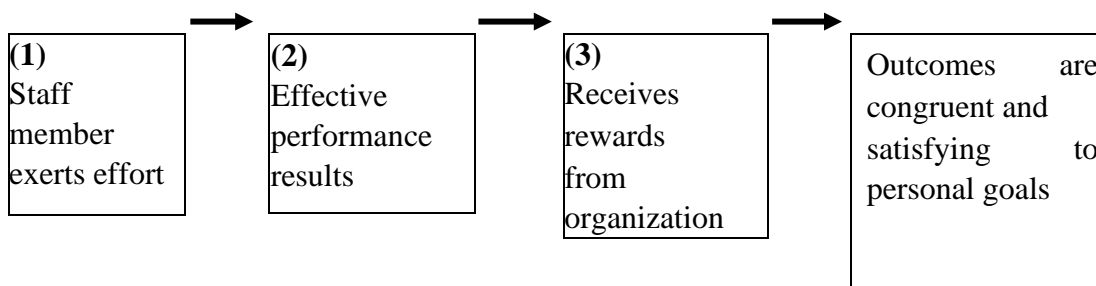 (1)
Staff
member
exerts effort
(2)
Effective
performance
results
(3)
Receives
rewards
from
organization
Outcomes are
congruent and
satisfying to
personal goals